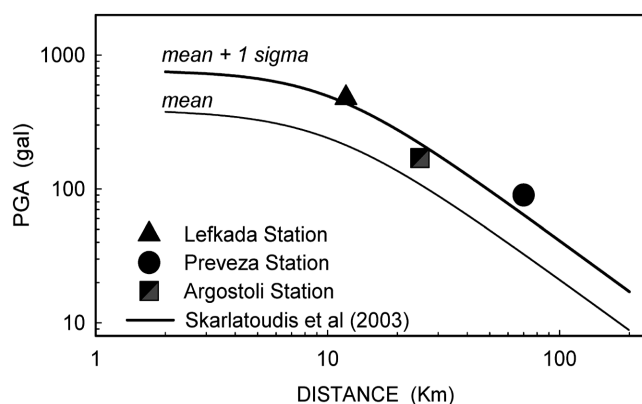 1000
mean + 1 sigma
mean
PGA (gal)
100
Lefkada Station
Preveza Station
Argostoli Station
Skarlatoudis et al (2003)
10
1
10
100
DISTANCE (Km)